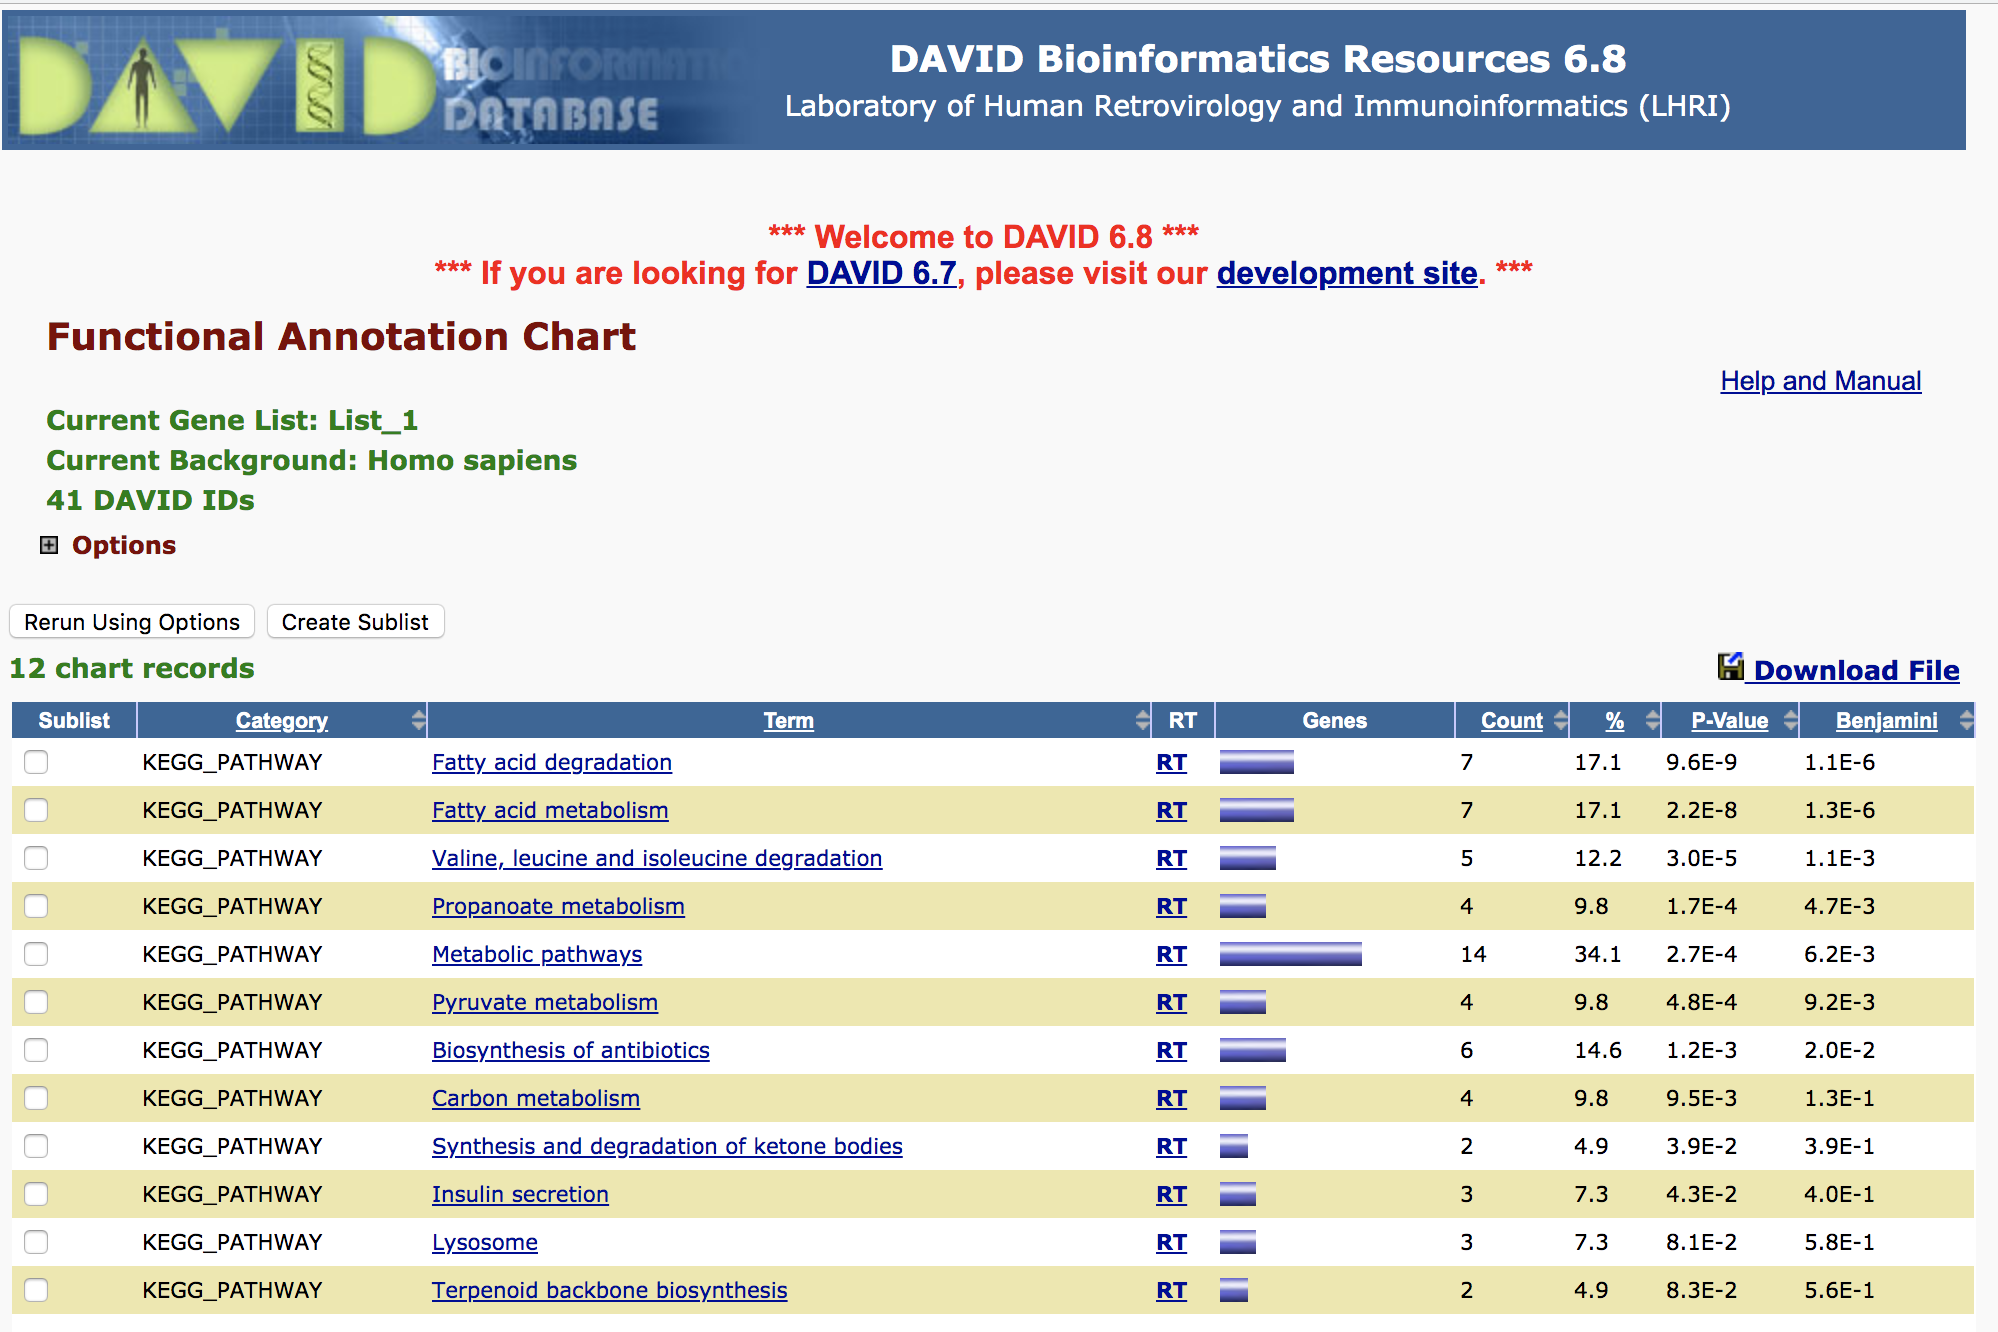 DAVID BIOINFORMATICS
DATABASE
DAVID Bioinformatics Resources 6.8
Laboratory of Human Retrovirology and Immunoinformatics (LHRI)
*** Welcome to DAVID 6.8 ***
*** If you are looking for DAVID 6.7, please visit our development site. ***
Functional Annotation Chart
Help and Manual
Current Gene List: List_1
Current Background: Homo sapiens
41 DAVID IDs
Options
Rerun Using Options Create Sublist
12 chart records
Download File
Sublist Category Term RT Genes Count % P-Value Benjamini
KEGG_PATHWAY Fatty acid degradation RT 7 17.1 9.6E-9 1.1E-6
KEGG_PATHWAY Fatty acid metabolism RT 7 17.1 2.2E-8 1.3E-6
KEGG_PATHWAY Valine, leucine and isoleucine degradation RT 5 12.2 3.0E-5 1.1E-3
KEGG_PATHWAY Propanoate metabolism RT 4 9.8 1.7E-4 4.7E-3
KEGG_PATHWAY Metabolic pathways RT 14 34.1 2.7E-4 6.2E-3
KEGG_PATHWAY Pyruvate metabolism RT 4 9.8 4.8E-4 9.2E-3
KEGG_PATHWAY Biosynthesis of antibiotics RT 6 14.6 1.2E-3 2.0E-2
KEGG_PATHWAY Carbon metabolism RT 4 9.8 9.5E-3 1.3E-1
KEGG_PATHWAY Synthesis and degradation of ketone bodies RT 2 4.9 3.9E-2 3.9E-1
KEGG_PATHWAY Insulin secretion RT 3 7.3 4.3E-2 4.0E-1
KEGG_PATHWAY Lysosome RT 3 7.3 8.1E-2 5.8E-1
KEGG_PATHWAY Terpenoid backbone biosynthesis RT 2 4.9 8.3E-2 5.6E-1